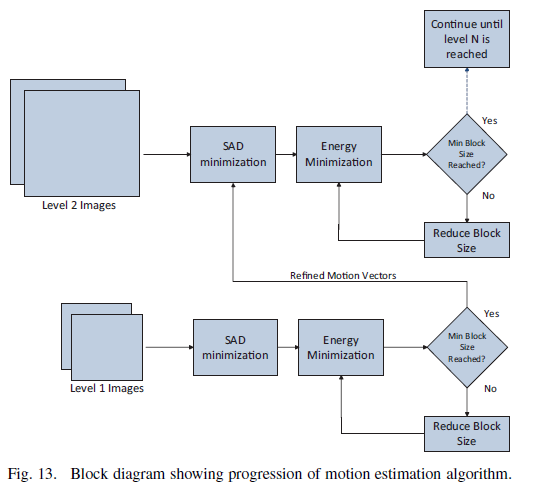 Continue until
level N is
reached
Yes
SAD
minimization
Energy
Minimization
Min Block
Size
Reached?
No
Level 2 Images
Reduce Block
Size
Refined Motion Vectors
Yes
SAD
minimization
Energy
Minimization
Min Block
Size
Reached?
No
Level 1 Images
Reduce Block
Size
Fig. 13. Block diagram showing progression of motion estimation algorithm.